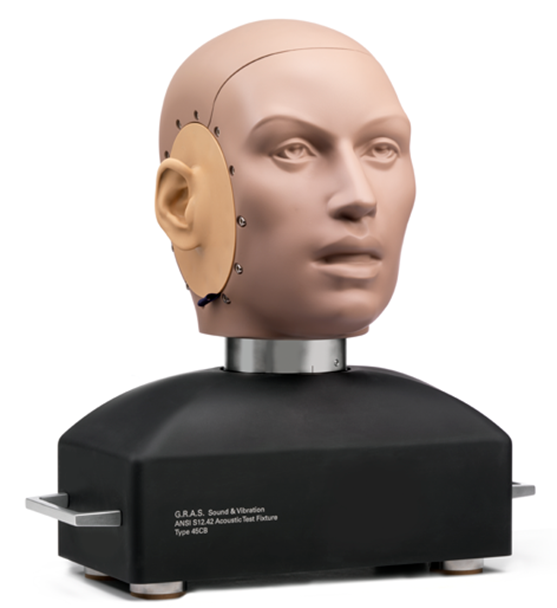 G.R.A.S. Sound & Vibration
ANSI S12.42 Acoustic Test Fixture
Type 45CB